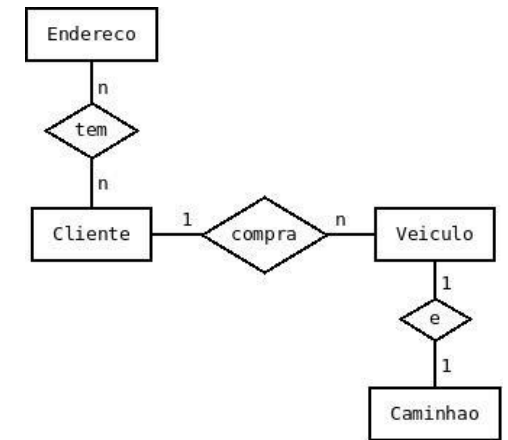 Endereco
n
tem
n
Cliente
1
compra
n
Veiculo
1
e
1
Caminhao